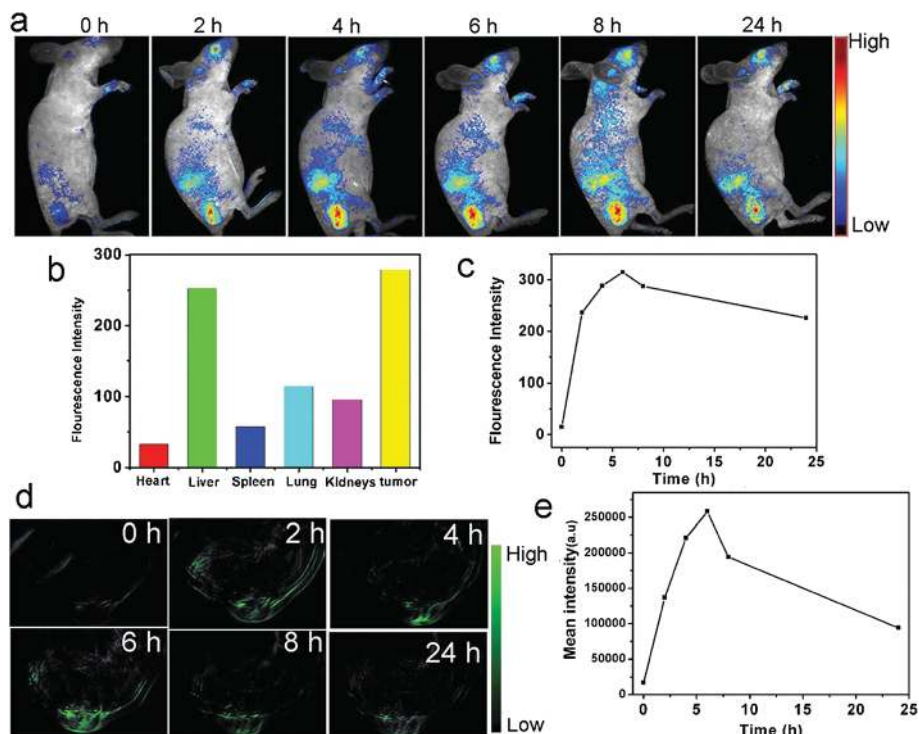 a
0 h 2 h 4 h 6 h 8 h 24 h
High
Low
b
300
200
100
0
Flourescence Intensity
Heart Liver Spleen Lung Kidneys tumor
c
300
200
100
0
Flourescence Intensity
0 5 10 15 20 25
Time (h)
d
0 h 2 h 4 h
6 h 8 h 24 h
High
Low
e
250000
200000
150000
100000
50000
0
Mean intensity(a.u)
0 5 10 15 20 25
Time (h)